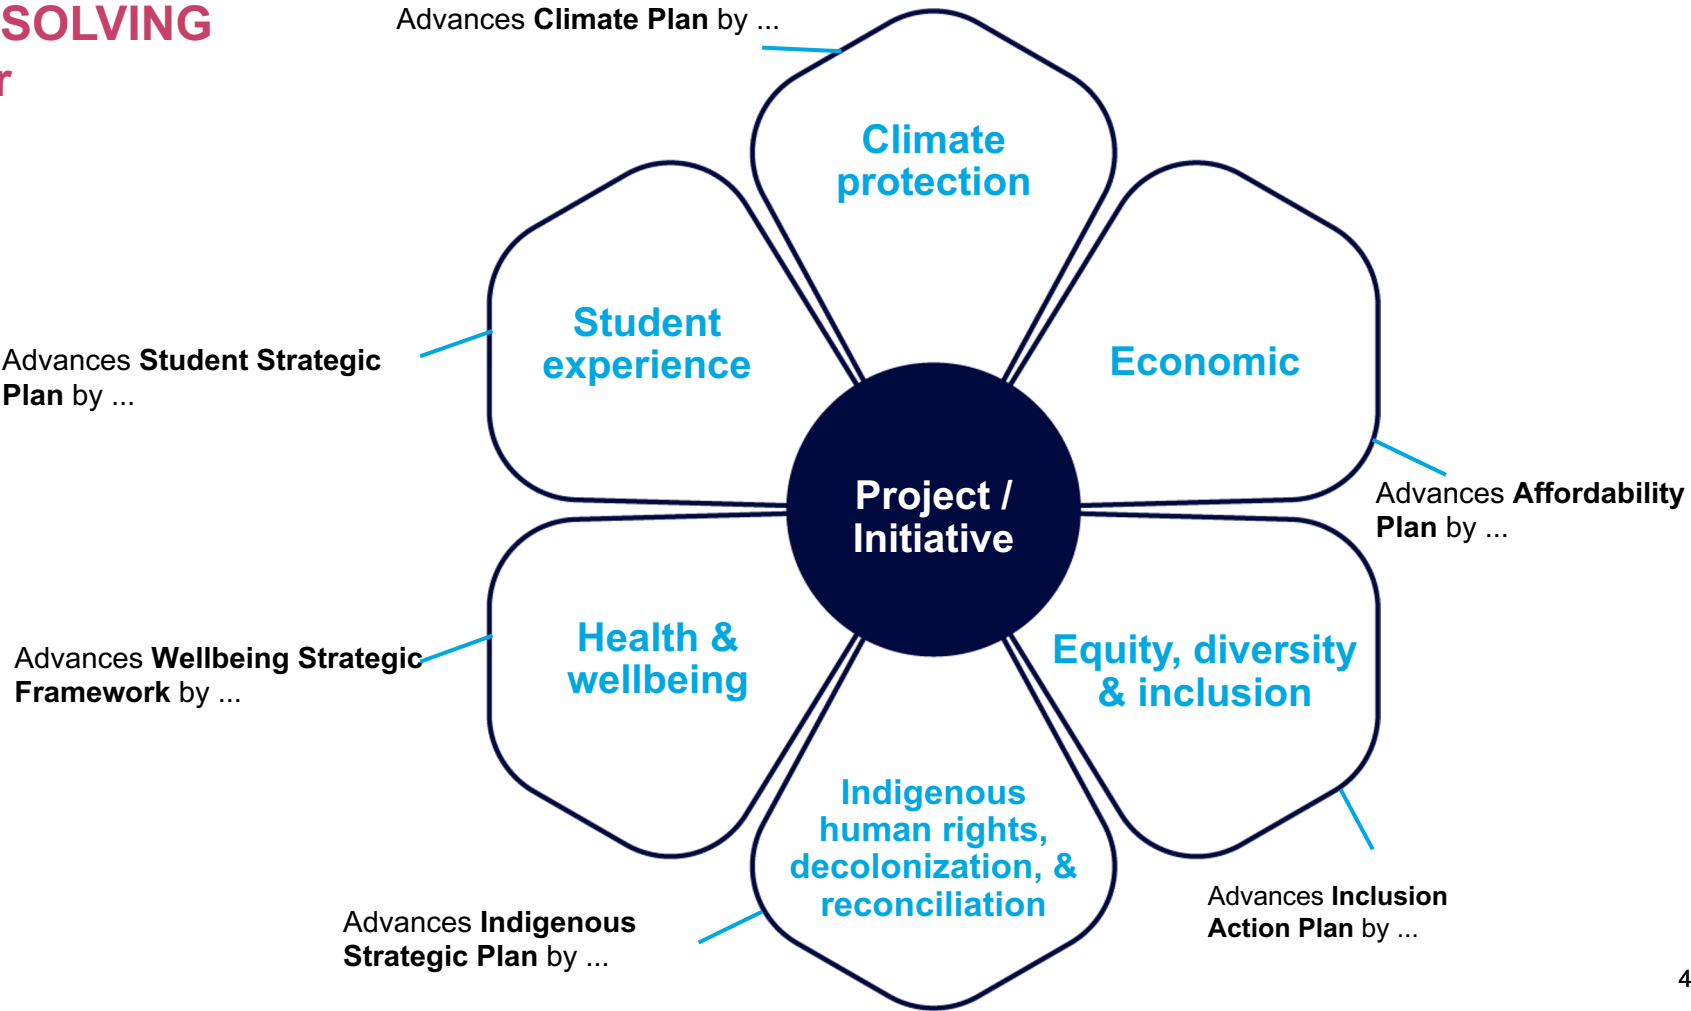 SOLVING
r
Advances Climate Plan by ...
Climate
protection
Student
experience
Economic
Advances Student Strategic
Plan by ...
Project /
Initiative
Advances Affordability
Plan by ...
Health &
wellbeing
Equity, diversity
& inclusion
Advances Wellbeing Strategic
Framework by ...
Indigenous
human rights,
decolonization, &
reconciliation
Advances Indigenous
Strategic Plan by ...
Advances Inclusion
Action Plan by ...
4